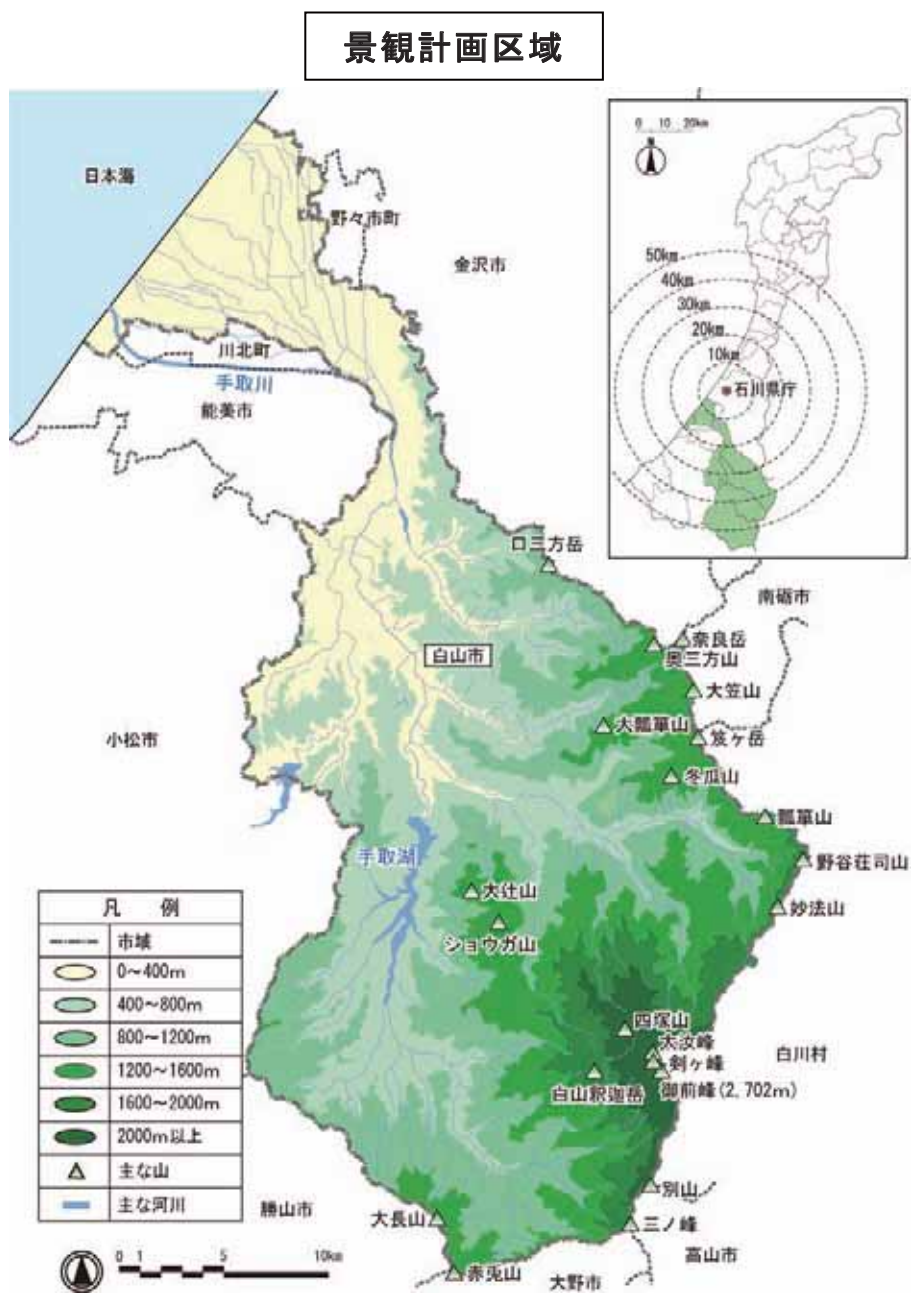 景観計画区域
日本海
野々市町
金沢市
川北町
手取川
能美市
0 10 20km
N
50km
40km
30km
20km
10km
石川県庁
口三方岳
南砺市
奈良岳
奥三方山
白山市
大笠山
小松市
大瓢箪山
笈ヶ岳
冬瓜山
瓢箪山
手取湖
野谷荘司山
大辻山
妙法山
ショウガ山
四塚山
大汝峰
剣ヶ峰
白川村
白山釈迦岳
御前峰(2,702m)
凡 例
市域
0～400m
400～800m
800～1200m
1200～1600m
1600～2000m
2000m以上
主な山
主な河川
別山
勝山市
大長山
三ノ峰
高山市
0 1 5 10km
赤兎山
大野市